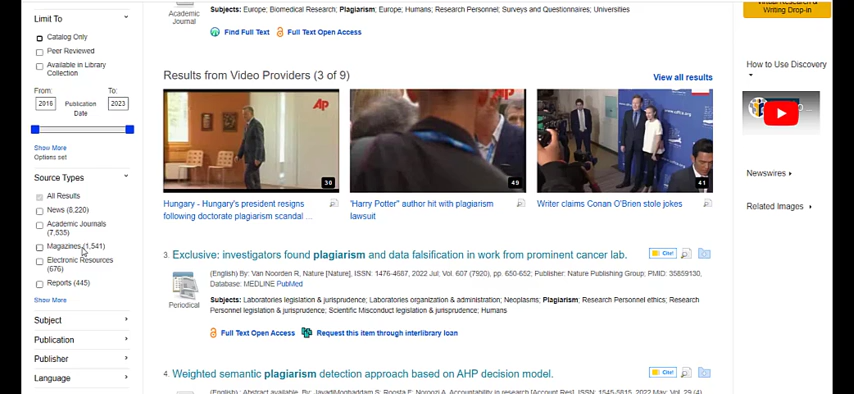 Limit To
Catalog Only
Peer Reviewed
Available in Library
Collection
From:
To:
2016
Publication
Date
2023
Show More
Options set
Source Types
All Results
News (8,220)
Academic Journals
(7,535)
Magazines (1,541)
Electronic Resources
(676)
Reports (445)
Show More
Subject
Publication
Publisher
Language
Academic
Journal
Subjects: Europe; Biomedical Research; Plagiarism; Europe; Humans; Research Personnel; Surveys and Questionnaires; Universities
Find Full Text
Full Text Open Access
Results from Video Providers (3 of 9)
View all results
AP
30
49
41
Hungary - Hungary's president resigns
following doctorate plagiarism scandal ...
'Harry Potter' author hit with plagiarism
lawsuit
Writer claims Conan O'Brien stole jokes
3. Exclusive: investigators found plagiarism and data falsification in work from prominent cancer lab.
Cite!
(English) By: Van Noorden R, Nature [Nature], ISSN: 1476-4687, 2022 Jul; Vol. 607 (7920), pp. 650-652; Publisher: Nature Publishing Group; PMID: 35859130,
Database: MEDLINE PubMed
Periodical
Subjects: Laboratories legislation & jurisprudence; Laboratories organization & administration; Neoplasms; Plagiarism; Research Personnel ethics; Research
Personnel legislation & jurisprudence; Scientific Misconduct legislation & jurisprudence; Humans
Full Text Open Access
Request this item through interlibrary loan
4. Weighted semantic plagiarism detection approach based on AHP decision model.
Cite!
Writing Drop-in
How to Use Discovery
Newswires
Related Images